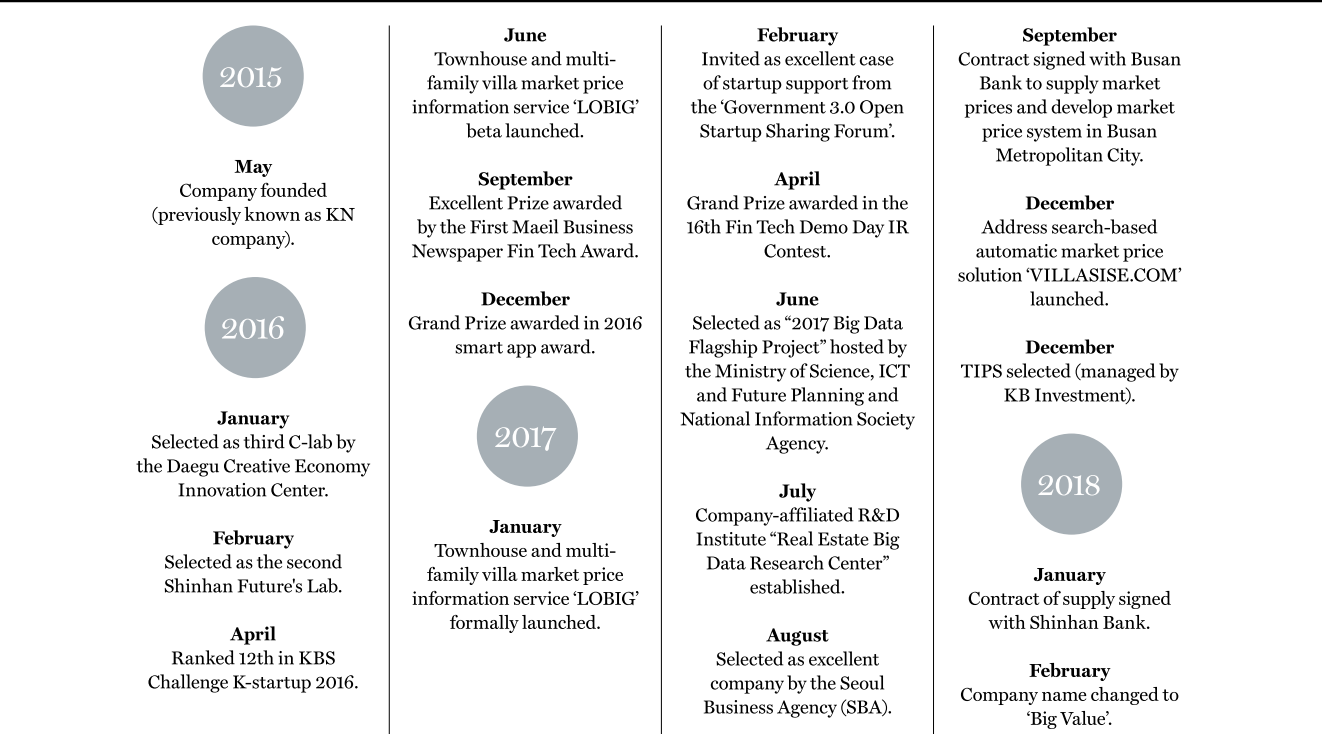 2015
May
Company founded
(previously known as KN
company).
2016
January
Selected as third C-lab by
the Daegu Creative Economy
Innovation Center.
February
Selected as the second
Shinhan Future's Lab.
April
Ranked 12th in KBS
Challenge K-startup 2016.
June
Townhouse and multi-
family villa market price
information service ‘LOBIG’
beta launched.
September
Excellent Prize awarded
by the First Maeil Business
Newspaper Fin Tech Award.
December
Grand Prize awarded in 2016
smart app award.
2017
January
Townhouse and multi-
family villa market price
information service ‘LOBIG’
formally launched.
February
Invited as excellent case
of startup support from
the ‘Government 3.0 Open
Startup Sharing Forum’.
April
Grand Prize awarded in the
16th Fin Tech Demo Day IR
Contest.
June
Selected as “2017 Big Data
Flagship Project” hosted by
the Ministry of Science, ICT
and Future Planning and
National Information Society
Agency.
July
Company-affiliated R&D
Institute “Real Estate Big
Data Research Center”
established.
August
Selected as excellent
company by the Seoul
Business Agency (SBA).
September
Contract signed with Busan
Bank to supply market
prices and develop market
price system in Busan
Metropolitan City.
December
Address search-based
automatic market price
solution ‘VILLASISE.COM’
launched.
December
TIPS selected (managed by
KB Investment).
2018
January
Contract of supply signed
with Shinhan Bank.
February
Company name changed to
‘Big Value’.